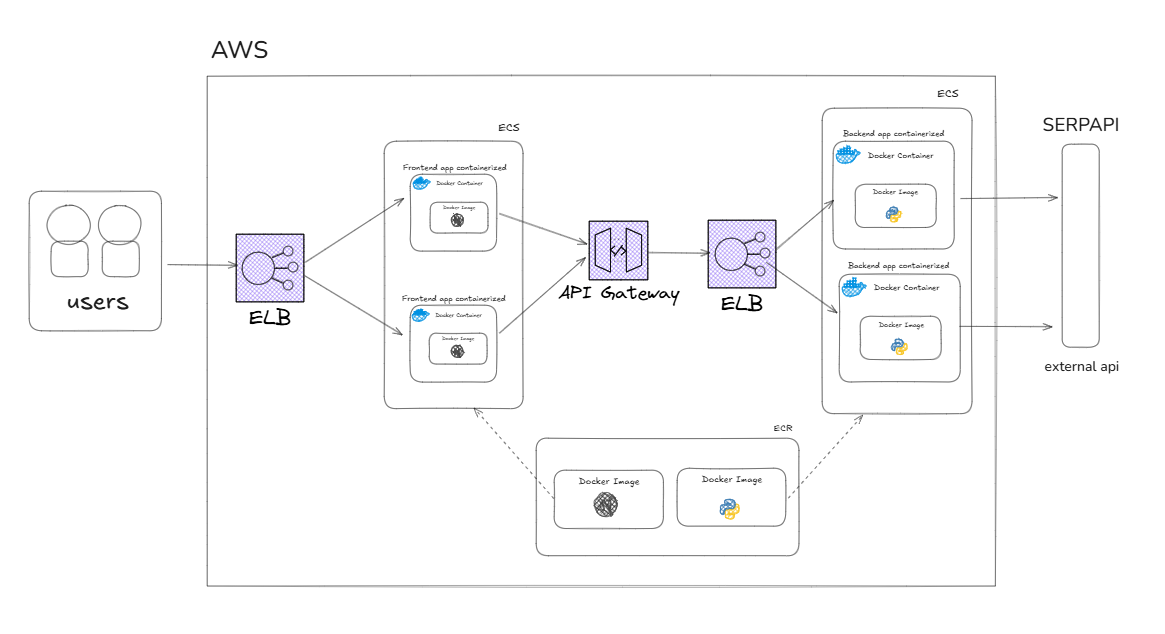 AWS
ECS
ECS
SERPAPI
Backend app containerized
Docker Container
Docker Image
Frontend app containerized
Docker Container
Docker Image
users
ELB
API Gateway
ELB
Backend app containerized
Docker Container
Docker Image
Frontend app containerized
Docker Container
Docker Image
external api
ECR
Docker Image
Docker Image